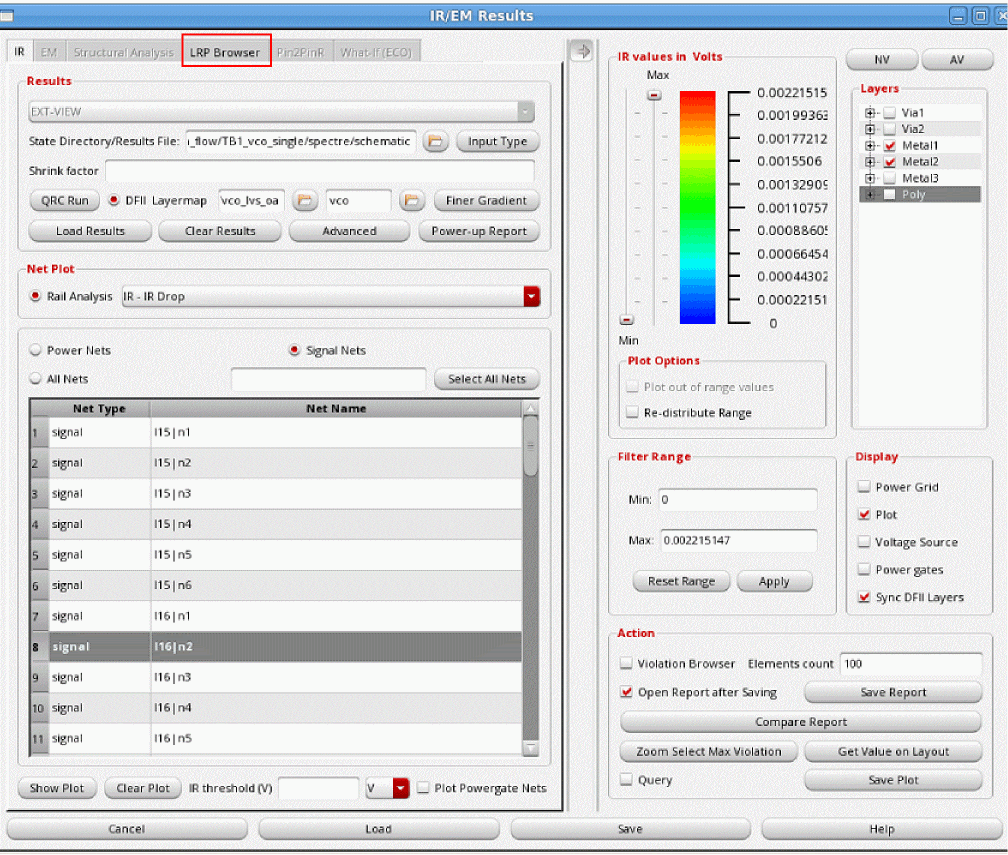 IR/EM Results
IR EM Structural Analysis LRP Browser Pin2PinR What-If (ECO)
Results
EXT-VIEW
State Directory/Results File: ı_flow/TB1_vco_single/spectre/schematic Input Type
Shrink factor
QRC Run DFII Layermap vco_lvs_oa vco Finer Gradient
Load Results Clear Results Advanced Power-up Report
Net Plot
Rail Analysis IR - IR Drop
Power Nets Signal Nets
All Nets Select All Nets
Net Type Net Name
1 signal I15|n1
2 signal I15|n2
3 signal I15|n3
4 signal I15|n4
5 signal I15|n5
6 signal I15|n6
7 signal I16|n1
8 signal I16|n2
9 signal I16|n3
10 signal I16|n4
11 signal I16|n5
Show Plot Clear Plot IR threshold (V) V Plot Powergate Nets
IR values in Volts
Max
0.00221515
0.00199363
0.00177212
0.0015506
0.00132909
0.00110757
0.00088605
0.00066454
0.00044302
0.00022151
0
Min
Plot Options
Plot out of range values
Re-distribute Range
NV AV
Layers
Via1
Via2
Metal1
Metal2
Metal3
Poly
Filter Range
Min: 0
Max: 0.002215147
Reset Range Apply
Display
Power Grid
Plot
Voltage Source
Power gates
Sync DFII Layers
Action
Violation Browser Elements count 100
Open Report after Saving Save Report
Compare Report
Zoom Select Max Violation Get Value on Layout
Query Save Plot
Cancel Load Save Help